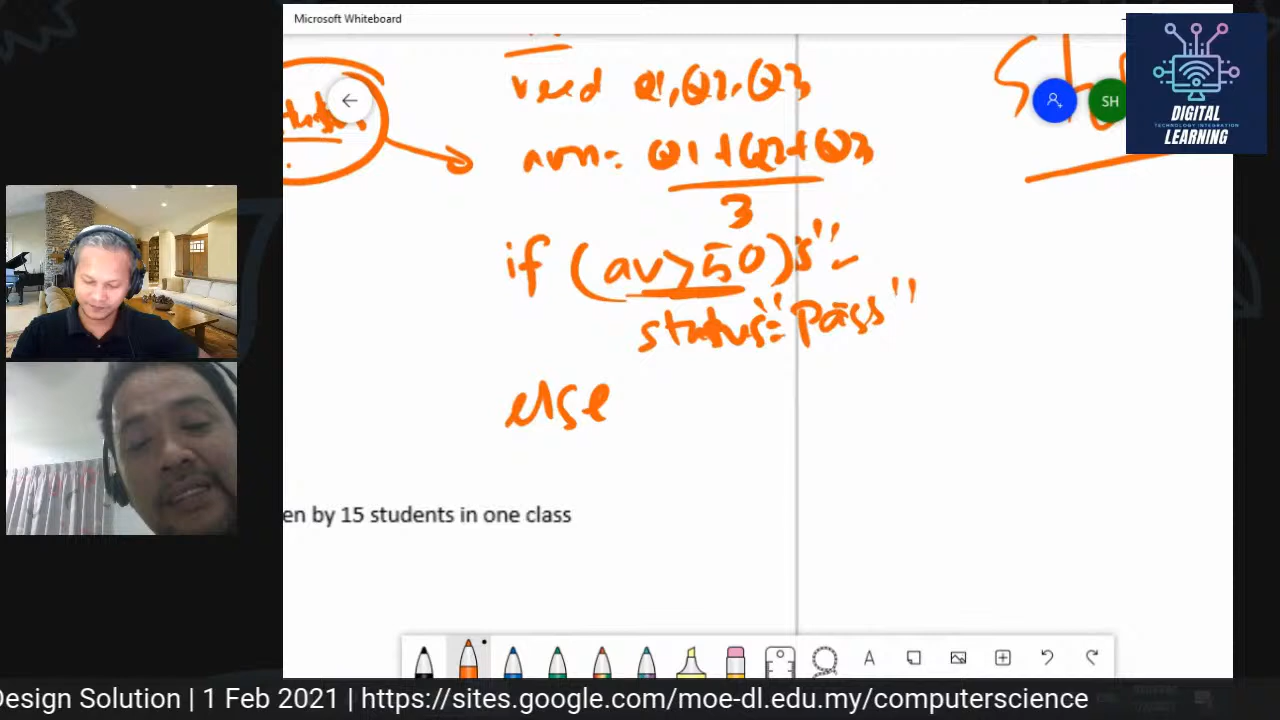 Microsoft Whiteboard
read Q1, Q2, Q3
Q1+Q2+Q3
3
if (av>50)
status="Pass"
else
en by 15 students in one class
SH
DIGITAL
TECHNOLOGY INTEGRATION
LEARNING
A
Design Solution | 1 Feb 2021 | https://sites.google.com/moe-dl.edu.my/computerscience